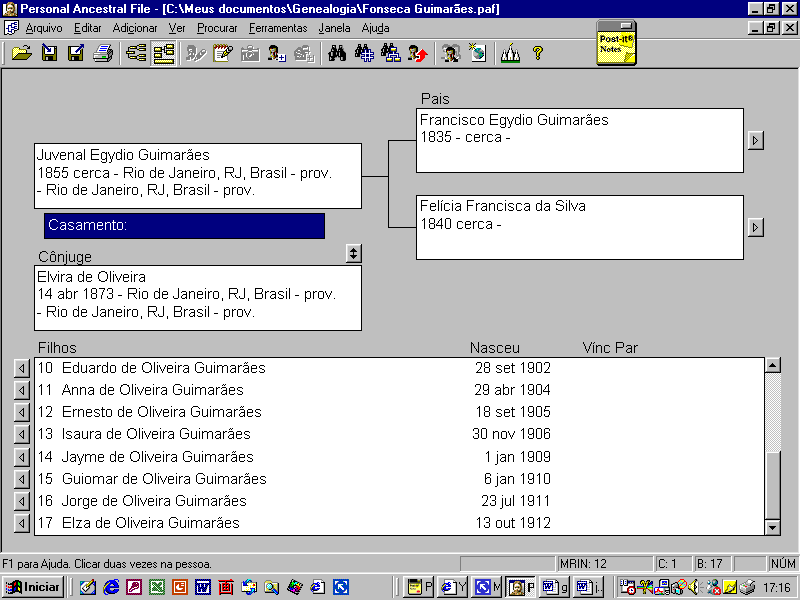 Personal Ancestral File - [C:\Meus documentos\Genealogia\Fonseca Guimarães.paf]
Arquivo Editar Adicionar Ver Procurar Ferramentas Janela Ajuda
Post-it®
Notes
Pais
Francisco Egydio Guimarães
1835 - cerca -
Juvenal Egydio Guimarães
1855 cerca - Rio de Janeiro, RJ, Brasil - prov.
- Rio de Janeiro, RJ, Brasil - prov.
Felícia Francisca da Silva
1840 cerca -
Casamento:
Cônjuge
Elvira de Oliveira
14 abr 1873 - Rio de Janeiro, RJ, Brasil - prov.
- Rio de Janeiro, RJ, Brasil - prov.
Filhos Nasceu Vínc Par
10 Eduardo de Oliveira Guimarães 28 set 1902
11 Anna de Oliveira Guimarães 29 abr 1904
12 Ernesto de Oliveira Guimarães 18 set 1905
13 Isaura de Oliveira Guimarães 30 nov 1906
14 Jayme de Oliveira Guimarães 1 jan 1909
15 Guiomar de Oliveira Guimarães 6 jan 1910
16 Jorge de Oliveira Guimarães 23 jul 1911
17 Elza de Oliveira Guimarães 13 out 1912
F1 para Ajuda. Clicar duas vezes na pessoa. MRIN: 12 C: 1 B: 17 NÚM
Iniciar P Y M P g j. 17:16